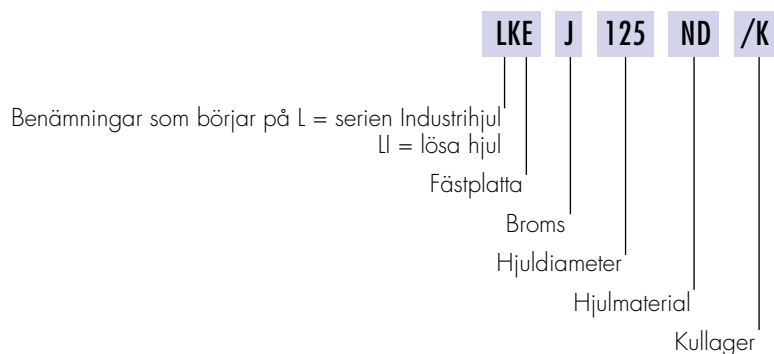 LKE J 125 ND /K
Benämningar som börjar på L = serien Industrihjul
LI = lösa hjul
Fästplatta
Broms
Hjuldiameter
Hjulmaterial
Kullager